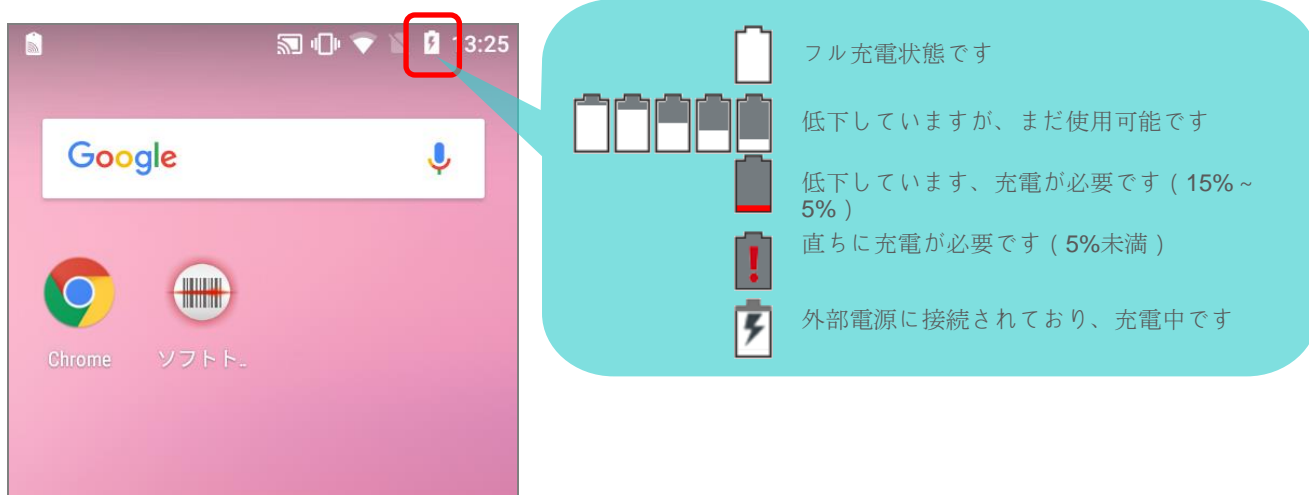 13:25
Google
Chrome
ソフトト…
フル充電状態です
低下していますが、まだ使用可能です
低下しています、充電が必要です ( 15% ~
5% )
直ちに充電が必要です ( 5%未満 )
外部電源に接続されており、充電中です